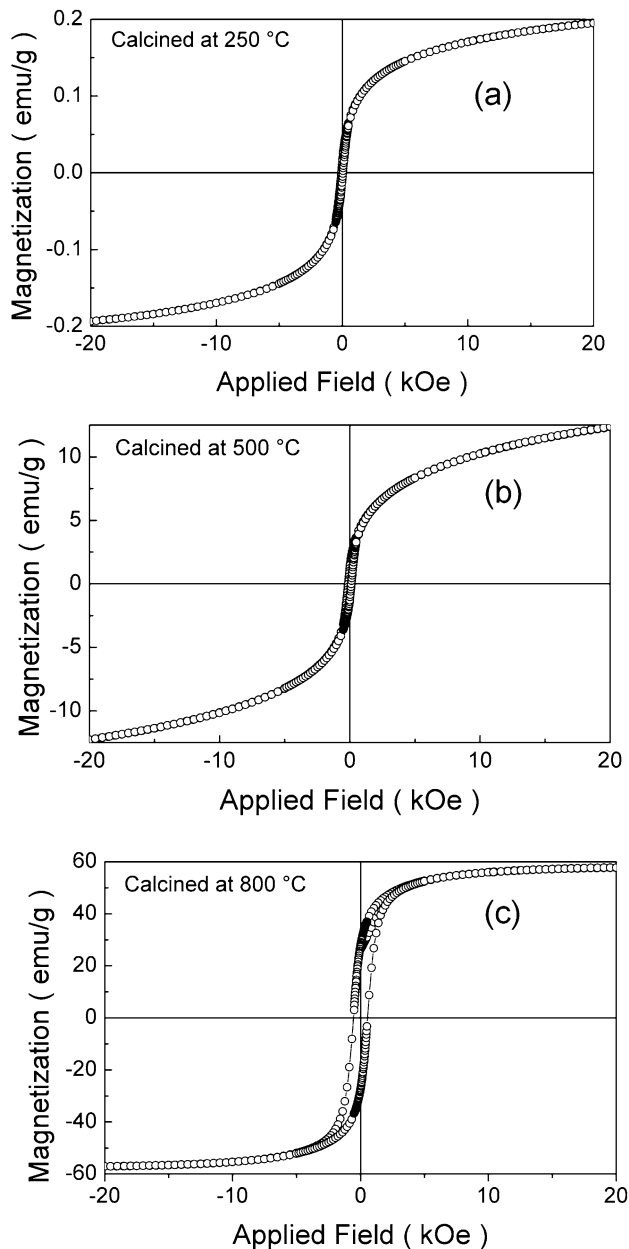 Calcined at 250 °C
(a)
0.2
0.1
0.0
-0.1
-0.2
Magnetization ( emu/g )
-20 -10 0 10 20
Applied Field ( kOe )
Calcined at 500 °C
(b)
10
5
0
-5
-10
Magnetization ( emu/g )
-20 -10 0 10 20
Applied Field ( kOe )
Calcined at 800 °C
(c)
60
40
20
0
-20
-40
-60
Magnetization ( emu/g )
-20 -10 0 10 20
Applied Field ( kOe )